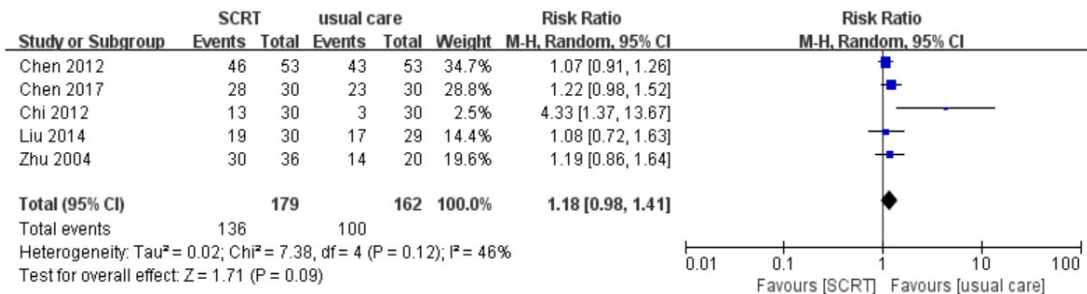 SCRT usual care Risk Ratio Risk Ratio
Study or Subgroup Events Total Events Total Weight M-H, Random, 95% CI M-H, Random, 95% CI
Chen 2012 46 53 43 53 34.7% 1.07 [0.91, 1.26]
Chen 2017 28 30 23 30 28.8% 1.22 [0.98, 1.52]
Chi 2012 13 30 3 30 2.5% 4.33 [1.37, 13.67]
Liu 2014 19 30 17 29 14.4% 1.08 [0.72, 1.63]
Zhu 2004 30 36 14 20 19.6% 1.19 [0.86, 1.64]
Total (95% CI) 179 162 100.0% 1.18 [0.98, 1.41]
Total events 136 100
Heterogeneity: Tau² = 0.02; Chi² = 7.38, df = 4 (P = 0.12); I² = 46%
Test for overall effect: Z = 1.71 (P = 0.09)
0.01 0.1 1 10 100
Favours [SCRT] Favours [usual care]